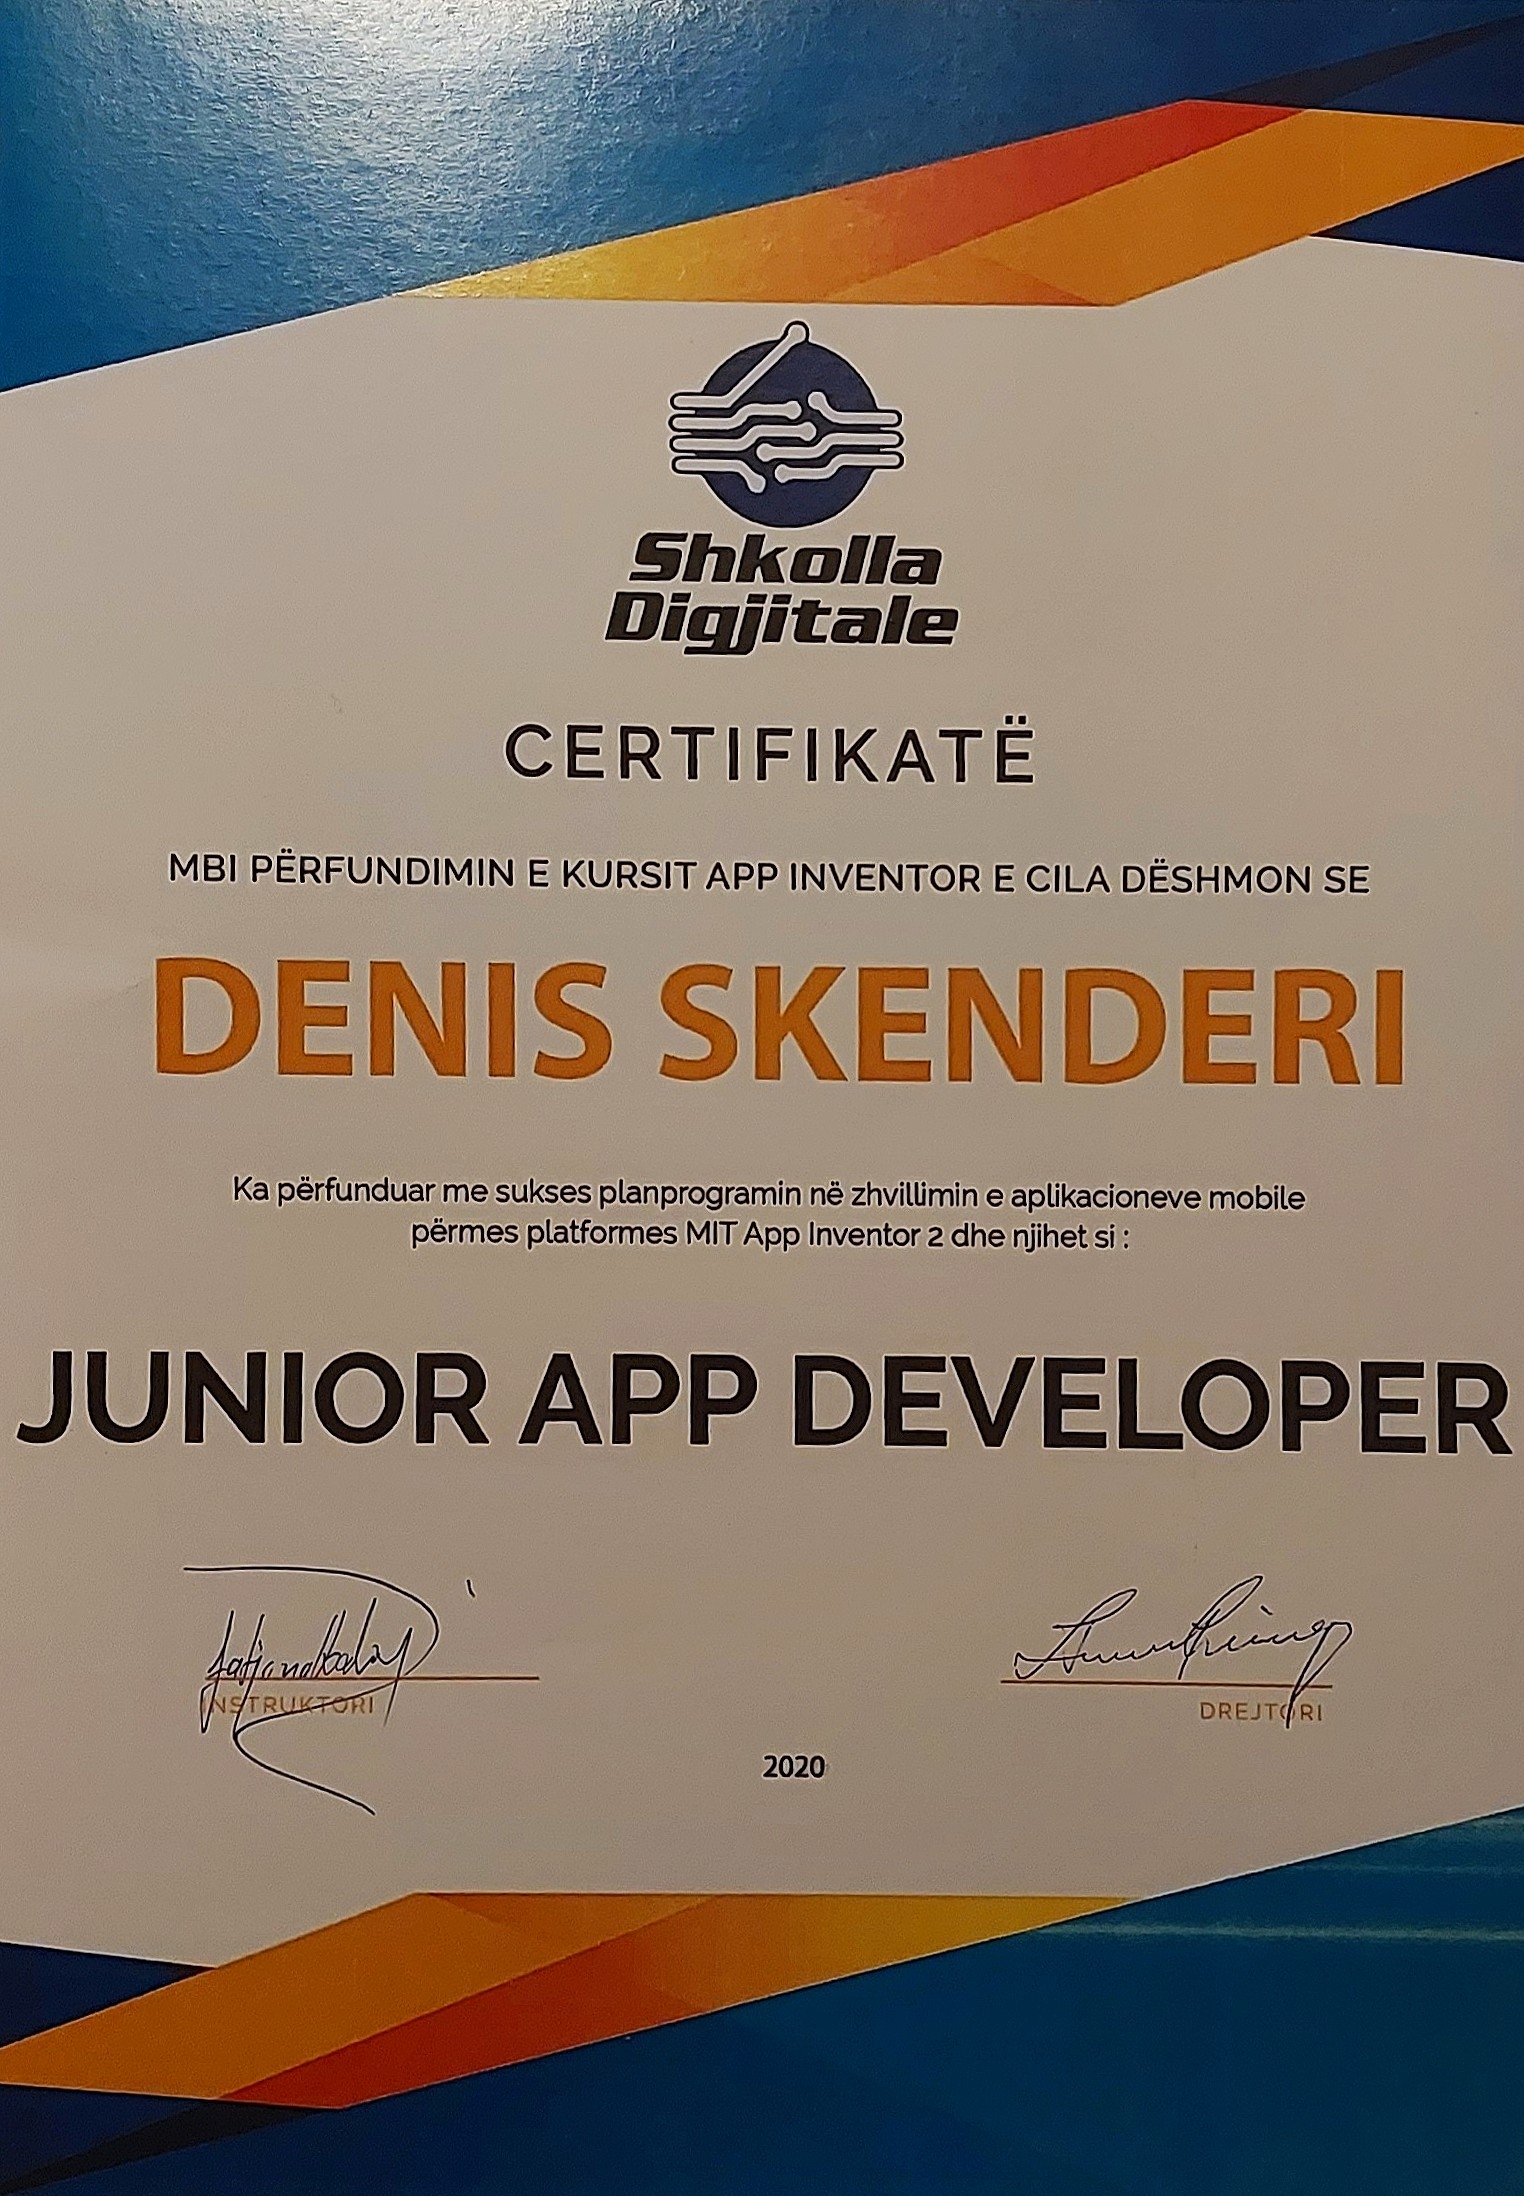 Shkolla
Digjitale
CERTIFIKATË
MBI PËRFUNDIMIN E KURSIT APP INVENTOR E CILA DËSHMON SE
DENIS SKENDERI
Ka përfunduar me sukses planprogramin në zhvillimin e aplikacioneve mobile
përmes platformes MIT App Inventor 2 dhe njihet si :
JUNIOR APP DEVELOPER
INSTRUKTORI
DREJTORI
2020